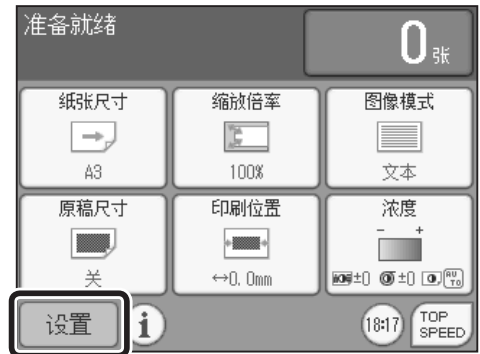 准备就绪
0张
纸张尺寸
缩放倍率
图像模式
A3
100%
文本
原稿尺寸
印刷位置
浓度
- +
关
↔0. 0mm
±0 ±0 AUTO
设置
i
18:17
TOP
SPEED